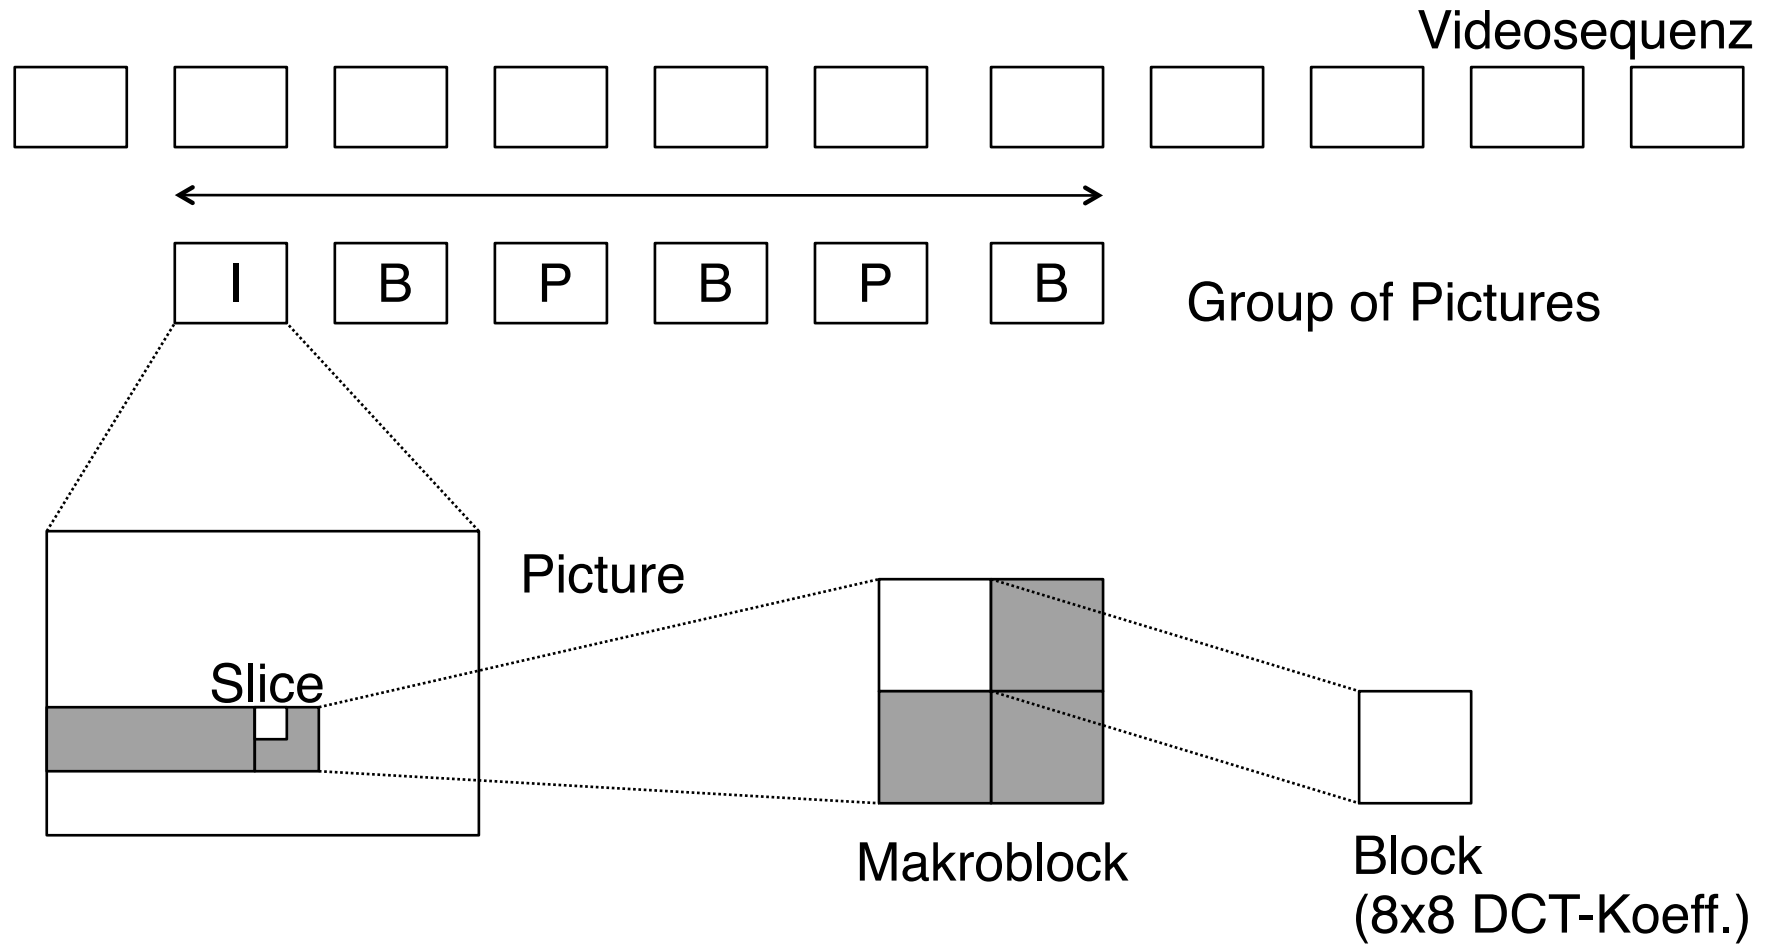 Videosequenz
I B P B P B
Group of Pictures
Picture
Slice
Makroblock
Block
(8x8 DCT-Koeff.)